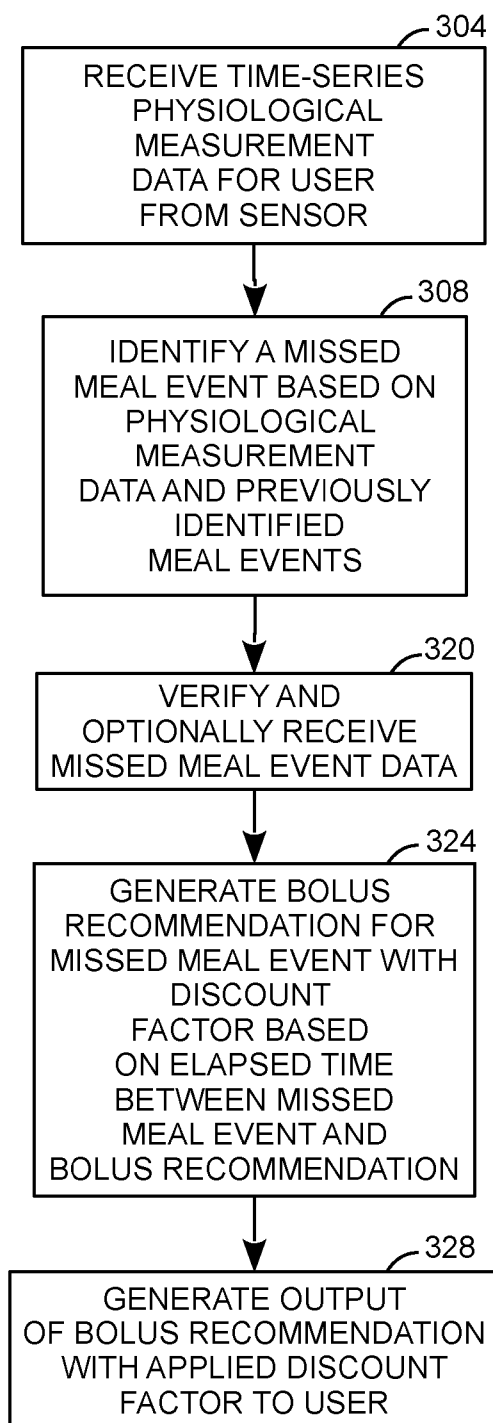 304
RECEIVE TIME-SERIES
PHYSIOLOGICAL
MEASUREMENT
DATA FOR USER
FROM SENSOR
308
IDENTIFY A MISSED
MEAL EVENT BASED ON
PHYSIOLOGICAL
MEASUREMENT
DATA AND PREVIOUSLY
IDENTIFIED
MEAL EVENTS
320
VERIFY AND
OPTIONALLY RECEIVE
MISSED MEAL EVENT DATA
324
GENERATE BOLUS
RECOMMENDATION FOR
MISSED MEAL EVENT WITH
DISCOUNT
FACTOR BASED
ON ELAPSED TIME
BETWEEN MISSED
MEAL EVENT AND
BOLUS RECOMMENDATION
328
GENERATE OUTPUT
OF BOLUS RECOMMENDATION
WITH APPLIED DISCOUNT
FACTOR TO USER